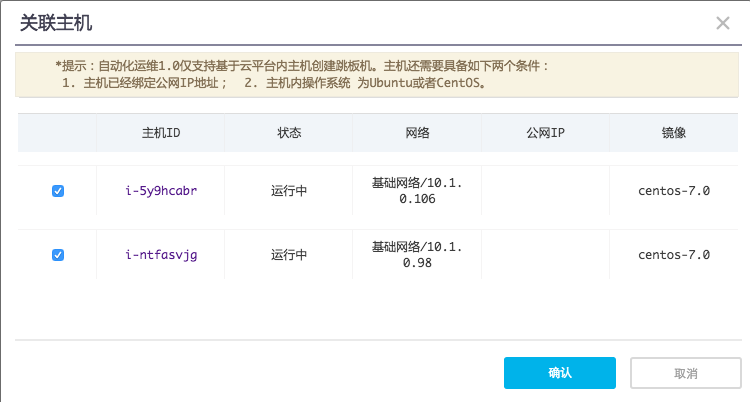 关联主机
*提示：自动化运维1.0仅支持基于云平台内主机创建跳板机。主机还需要具备如下两个条件：
1. 主机已经绑定公网IP地址； 2. 主机内操作系统 为Ubuntu或者CentOS。
主机ID 状态 网络 公网IP 镜像
i-5y9hcabr 运行中 基础网络/10.1.0.106 centos-7.0
i-ntfasvjg 运行中 基础网络/10.1.0.98 centos-7.0
确认 取消